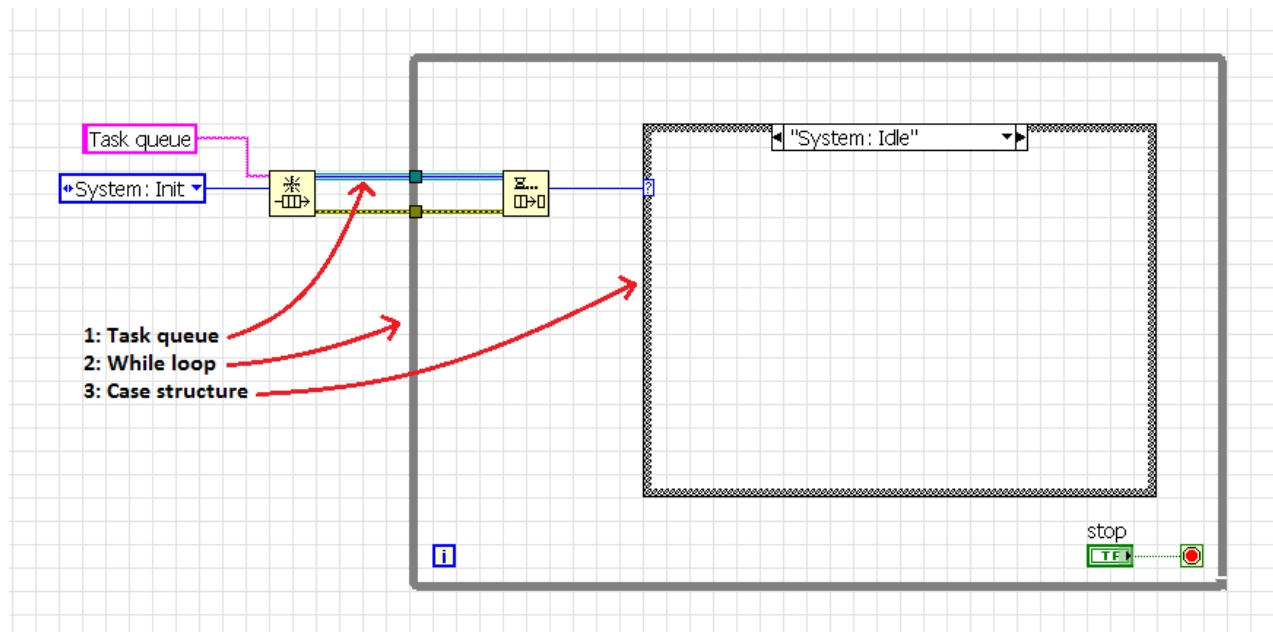 "System: Idle"
Task queue
System: Init
?
1: Task queue
2: While loop
3: Case structure
stop
TF
i